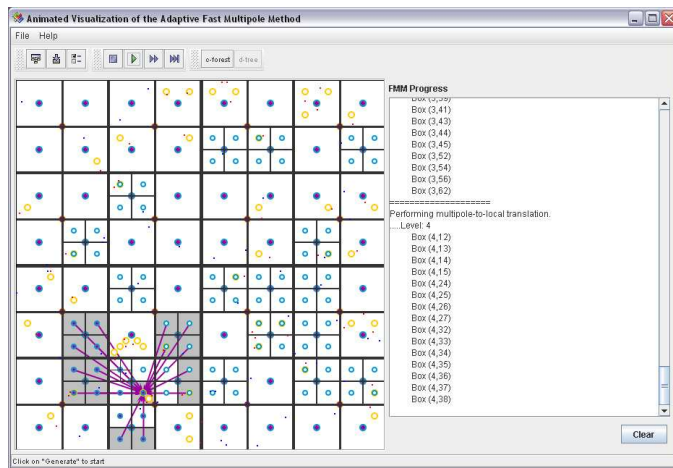 Animated Visualization of the Adaptive Fast Multipole Method
File Help
c-forest d-tree
FMM Progress
Box (3,39)
Box (3,41)
Box (3,43)
Box (3,44)
Box (3,45)
Box (3,52)
Box (3,54)
Box (3,56)
Box (3,62)
====================
Performing multipole-to-local translation.
....Level: 4
Box (4,12)
Box (4,13)
Box (4,14)
Box (4,15)
Box (4,24)
Box (4,25)
Box (4,26)
Box (4,27)
Box (4,32)
Box (4,33)
Box (4,34)
Box (4,35)
Box (4,36)
Box (4,37)
Box (4,38)
Clear
Click on "Generate" to start